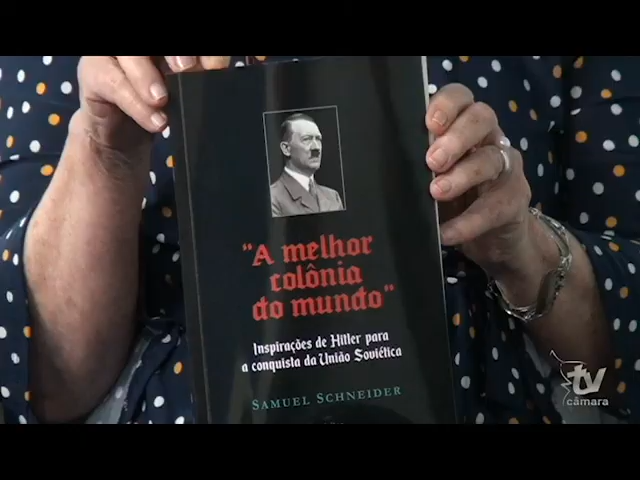 "A melhor
colônia
do mundo"
Inspirações de Hitler para
a conquista da União Soviética
SAMUEL SCHNEIDER
tv
câmara